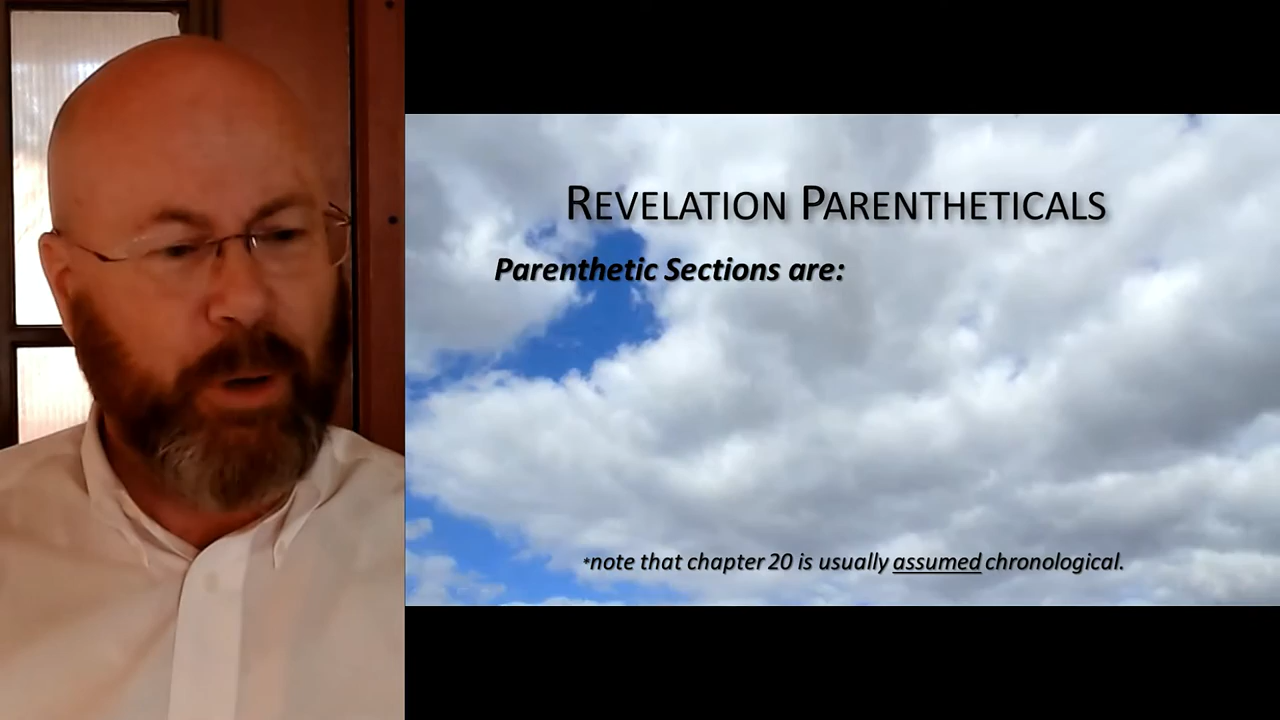 REVELATION PARENTHETICALS
Parenthetic Sections are:
*note that chapter 20 is usually assumed chronological.